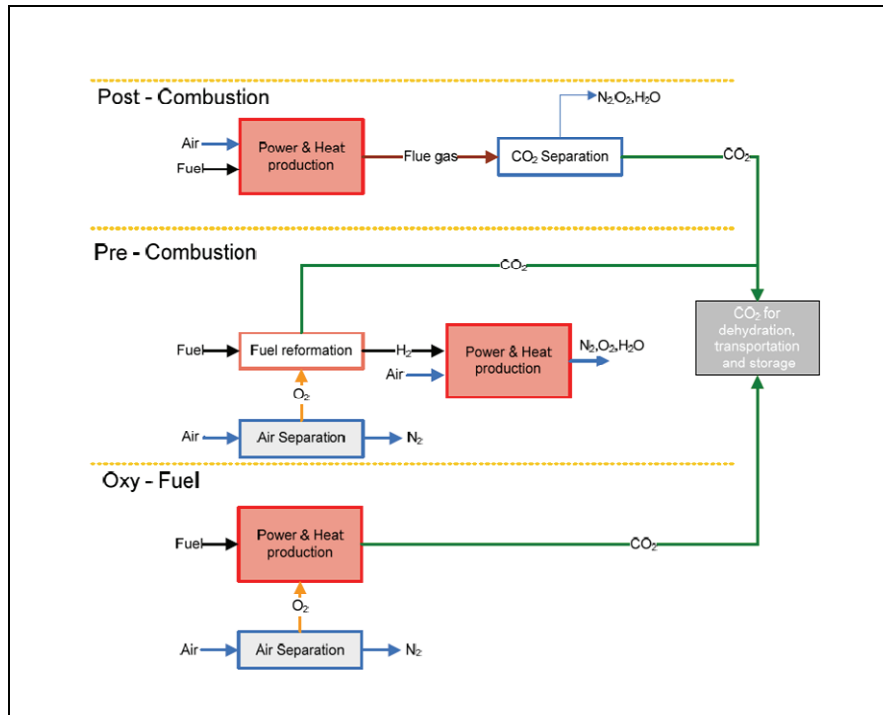 Post - Combustion
N₂,O₂,H₂O
Air
Fuel
Power & Heat
production
Flue gas
CO₂ Separation
CO₂
Pre - Combustion
CO₂
Fuel
Fuel reformation
H₂
Air
Power & Heat
production
N₂,O₂,H₂O
CO₂ for
dehydration,
transportation
and storage
O₂
Air
Air Separation
N₂
Oxy - Fuel
Fuel
Power & Heat
production
CO₂
O₂
Air
Air Separation
N₂